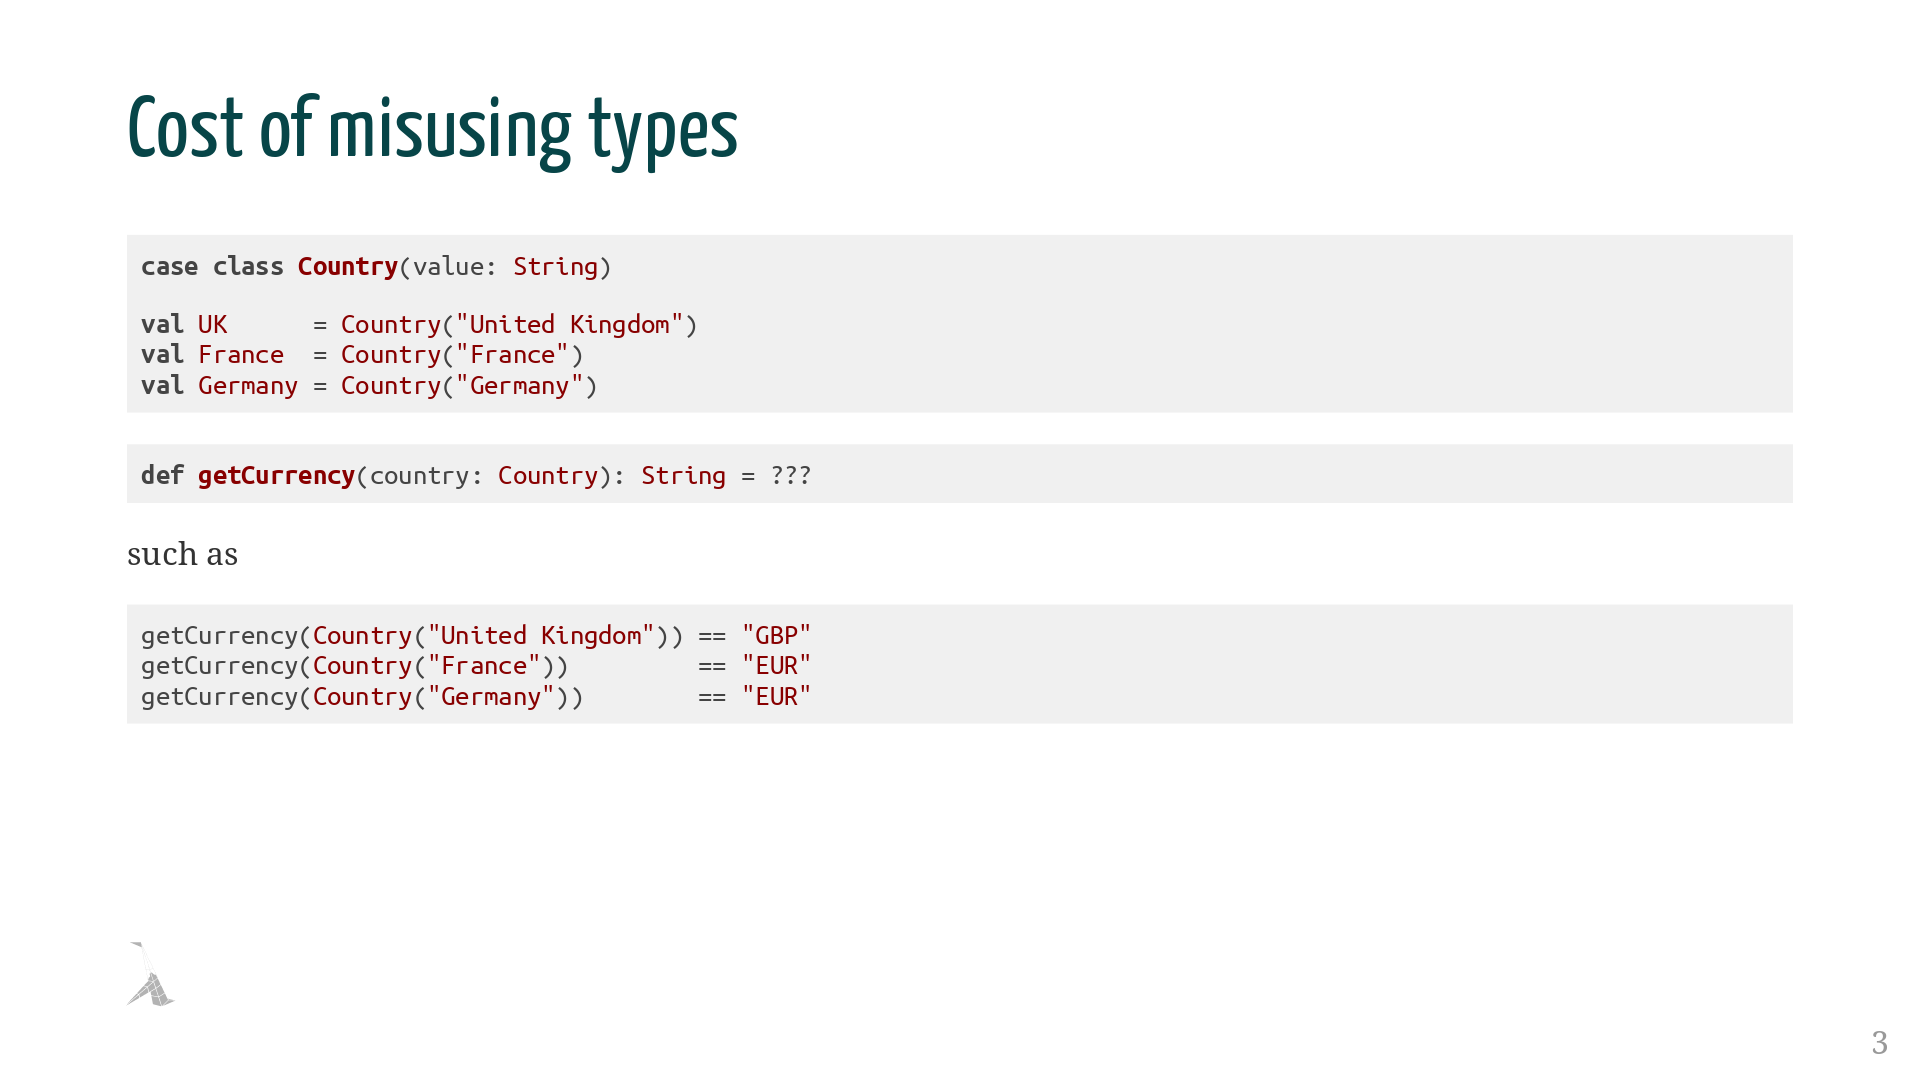 Cost of misusing types
case class Country(value: String)
val UK      = Country("United Kingdom")
val France  = Country("France")
val Germany = Country("Germany")
def getCurrency(country: Country): String = ???
such as
getCurrency(Country("United Kingdom")) == "GBP"
getCurrency(Country("France"))         == "EUR"
getCurrency(Country("Germany"))        == "EUR"
3